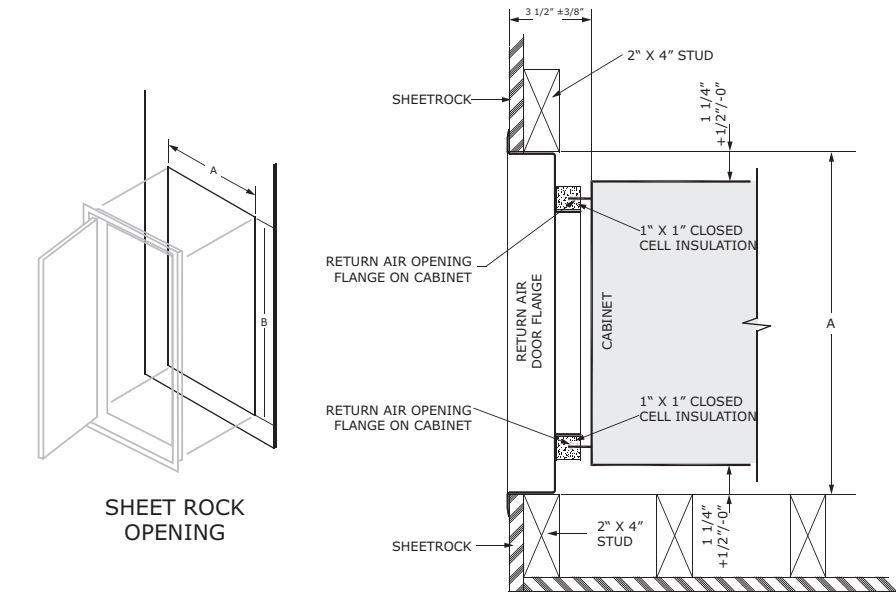 3 1/2” ±3/8”
2“ X 4” STUD
SHEETROCK
1 1/4”
+1/2”/-0”
A
B
RETURN AIR OPENING
FLANGE ON CABINET
1“ X 1” CLOSED
CELL INSULATION
RETURN AIR
DOOR FLANGE
CABINET
A
RETURN AIR OPENING
FLANGE ON CABINET
1“ X 1” CLOSED
CELL INSULATION
SHEET ROCK
OPENING
SHEETROCK
2“ X 4”
STUD
1 1/4”
+1/2”/-0”